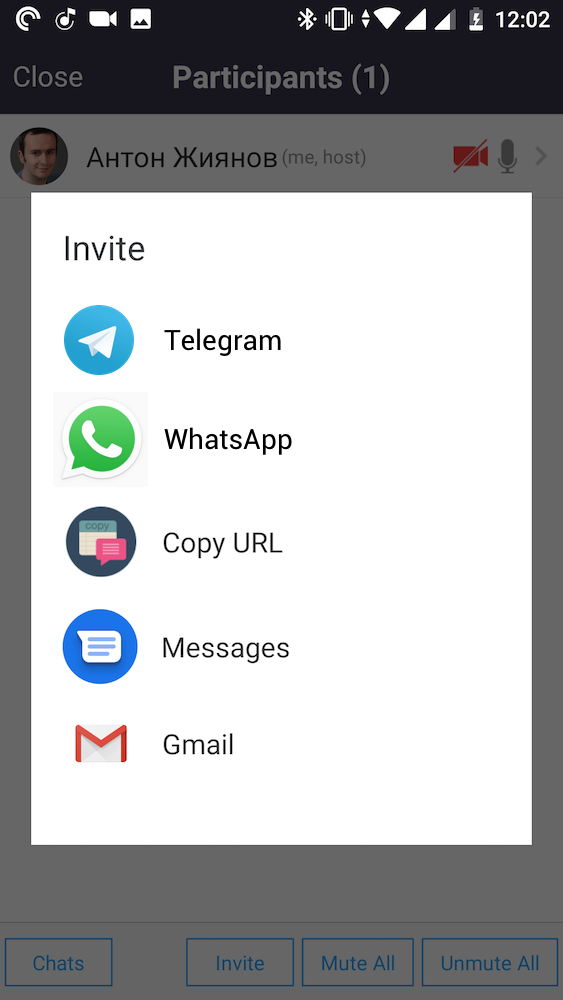 12:02
Close Participants (1)
Антон Жиянов (me, host)
Invite
Telegram
WhatsApp
copy
Copy URL
Messages
Gmail
Chats Invite Mute All Unmute All